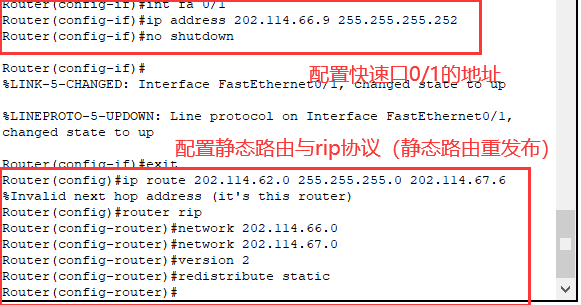 Router(config-if)#int fa 0/1
Router(config-if)#ip address 202.114.66.9 255.255.255.252
Router(config-if)#no shutdown
Router(config-if)#
配置快速口0/1的地址
%LINK-5-CHANGED: Interface FastEthernet0/1, changed state to up
%LINEPROTO-5-UPDOWN: Line protocol on Interface FastEthernet0/1,
changed state to up
配置静态路由与rip协议（静态路由重发布）
Router(config-if)#exit
Router(config)#ip route 202.114.62.0 255.255.255.0 202.114.67.6
%Invalid next hop address (it's this router)
Router(config)#router rip
Router(config-router)#network 202.114.66.0
Router(config-router)#network 202.114.67.0
Router(config-router)#version 2
Router(config-router)#redistribute static
Router(config-router)#